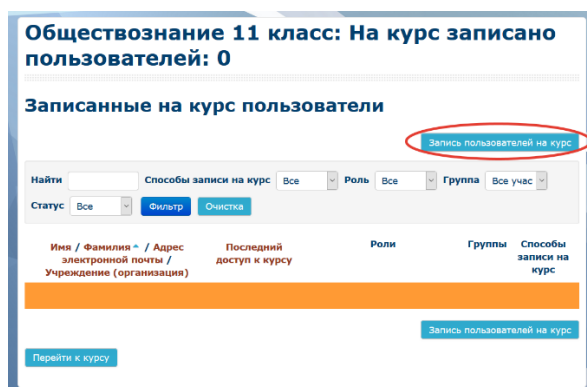 Обществознание 11 класс: На курс записано
пользователей: 0
Записанные на курс пользователи
Запись пользователей на курс
Найти Способы записи на курс Все Роль Все Группа Все учас
Статус Все Фильтр Очистка
Имя / Фамилия / Адрес
электронной почты /
Учреждение (организация)
Последний
доступ к курсу
Роли
Группы
Способы
записи на
курс
Запись пользователей на курс
Перейти к курсу